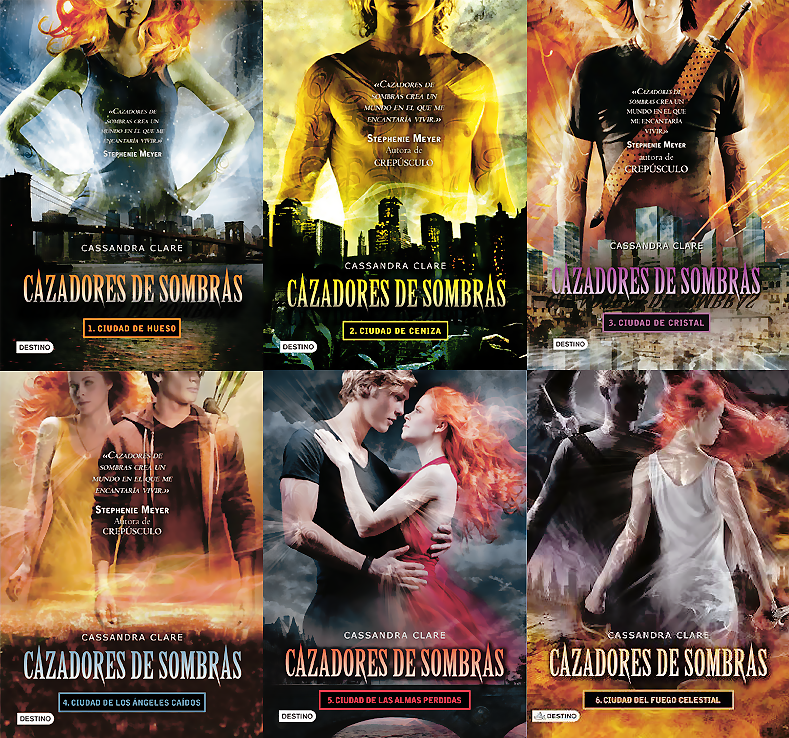 «Cazadores de
sombras crea un
mundo en el que me
encantaría vivir.»
Stephenie Meyer
Autora de
CREPÚSCULO
CASSANDRA CLARE
CAZADORES DE SOMBRAS
1. CIUDAD DE HUESO
DESTINO
«Cazadores de
sombras crea un
mundo en el que me
encantaría vivir.»
Stephenie Meyer
Autora de
CREPÚSCULO
CASSANDRA CLARE
CAZADORES DE SOMBRAS
2. CIUDAD DE CENIZA
DESTINO
«Cazadores de
sombras crea un
mundo en el que
me encantaría
vivir.»
Stephenie Meyer
autora de
CREPÚSCULO
CASSANDRA CLARE
CAZADORES DE SOMBRAS
3. CIUDAD DE CRISTAL
DESTINO
«Cazadores de
sombras crea un
mundo en el que me
encantaría vivir.»
Stephenie Meyer
Autora de
CREPÚSCULO
CASSANDRA CLARE
CAZADORES DE SOMBRAS
4. CIUDAD DE LOS ÁNGELES CAÍDOS
DESTINO
CASSANDRA CLARE
CAZADORES DE SOMBRAS
5. CIUDAD DE LAS ALMAS PERDIDAS
DESTINO
CASSANDRA CLARE
CAZADORES DE SOMBRAS
6. CIUDAD DEL FUEGO CELESTIAL
DESTINO